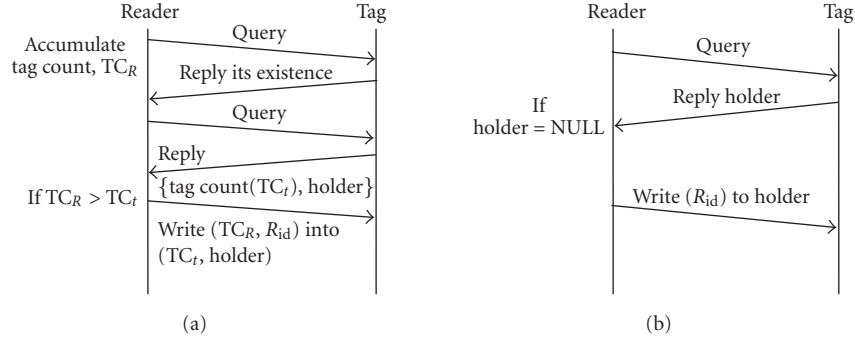 Reader
Tag
Accumulate
tag count, TC_R
Query
Reply its existence
Query
Reply
{tag count(TC_t), holder}
If TC_R > TC_t
Write (TC_R, R_id) into
(TC_t, holder)
(a)
Reader
Tag
Query
Reply holder
If
holder = NULL
Write (R_id) to holder
(b)